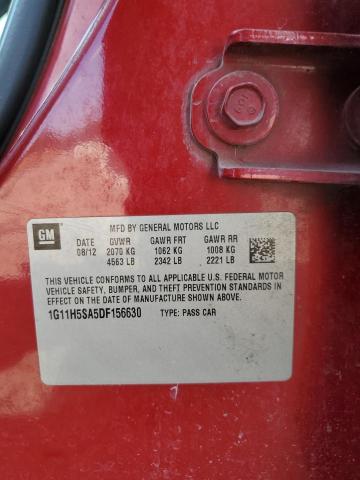 GM
MFD BY GENERAL MOTORS LLC
DATE GVWR GAWR FRT GAWR RR
08/12 2070 KG 1062 KG 1008 KG
4563 LB 2342 LB 2221 LB
THIS VEHICLE CONFORMS TO ALL APPLICABLE U.S. FEDERAL MOTOR
VEHICLE SAFETY, BUMPER, AND THEFT PREVENTION STANDARDS IN
EFFECT ON THE DATE OF MANUFACTURE SHOWN ABOVE.
1G11H5SA5DF156630 TYPE: PASS CAR